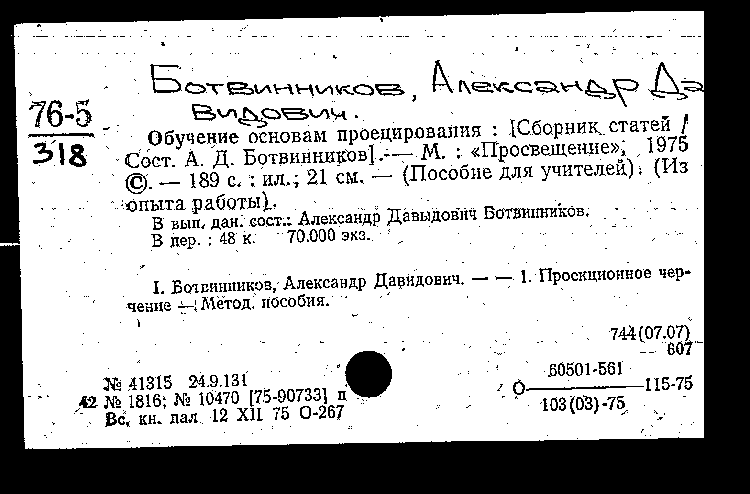 Ботвинников, Александр Да
видович.
76-5
318
Обучение основам проецирования : [Сборник статей /
Сост. А. Д. Ботвинников]. — М. : «Просвещение», 1975
©. — 189 с. : ил.; 21 см. — (Пособие для учителей). (Из
опыта работы).
В вып. дан. сост.: Александр Давыдович Ботвинников.
В пер. : 48 к. 70.000 экз.
I. Ботвинников, Александр Давидович. — — 1. Проекционное чер-
чение — Метод. пособия.
744(07.07)
607
№ 41315 24.9.131
42 № 1816; № 10470 [75-90733] п
Вс. кн. пал 12 XII 75 О-267
60501-561
О 115-75
103(03)-75